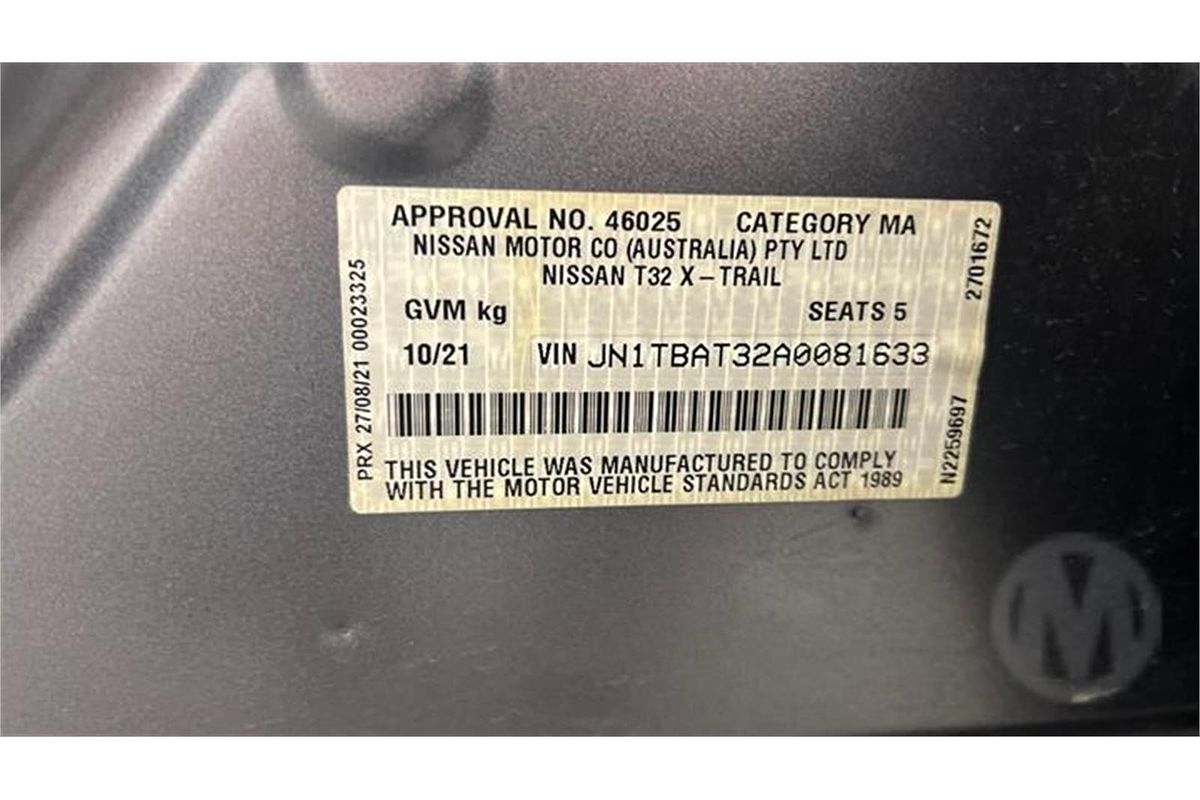 APPROVAL NO. 46025 CATEGORY MA
NISSAN MOTOR CO (AUSTRALIA) PTY LTD
NISSAN T32 X-TRAIL
GVM kg SEATS 5
10/21 VIN JN1TBAT32A0081633
THIS VEHICLE WAS MANUFACTURED TO COMPLY
WITH THE MOTOR VEHICLE STANDARDS ACT 1989
PRX 27/08/21 00023325
2701672
N2259697
M